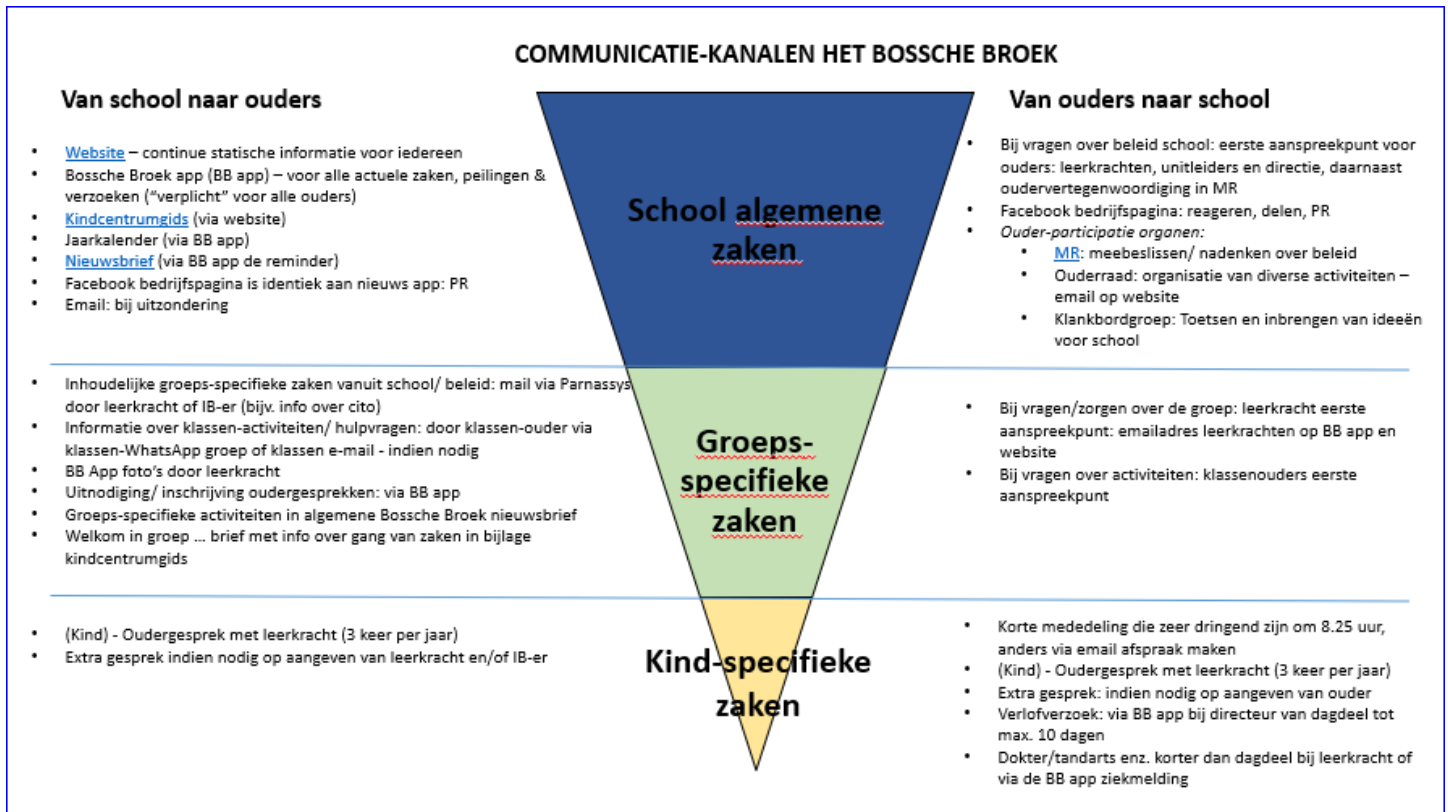 COMMUNICATIE-KANALEN HET BOSSCHE BROEK
Van school naar ouders
• Website – continue statische informatie voor iedereen
• Bossche Broek app (BB app) – voor alle actuele zaken, peilingen &
verzoeken (“verplicht” voor alle ouders)
• Kindcentrumgids (via website)
• Jaarkalender (via BB app)
• Nieuwsbrief (via BB app de reminder)
• Facebook bedrijfspagina is identiek aan nieuws app: PR
• Email: bij uitzondering
School algemene
zaken
Van ouders naar school
• Bij vragen over beleid school: eerste aanspreekpunt voor
ouders: leerkrachten, unitleiders en directie, daarnaast
oudervertegenwoordiging in MR
• Facebook bedrijfspagina: reageren, delen, PR
• Ouder-participatie organen:
• MR: meebeslissen/ nadenken over beleid
• Ouderraad: organisatie van diverse activiteiten –
email op website
• Klankbordgroep: Toetsen en inbrengen van ideeën
voor school
• Inhoudelijke groeps-specifieke zaken vanuit school/ beleid: mail via Parnassys
door leerkracht of IB-er (bijv. info over cito)
• Informatie over klassen-activiteiten/ hulpvragen: door klassen-ouder via
klassen-WhatsApp groep of klassen e-mail - indien nodig
• BB App foto’s door leerkracht
• Uitnodiging/ inschrijving oudergesprekken: via BB app
• Groeps-specifieke activiteiten in algemene Bossche Broek nieuwsbrief
• Welkom in groep … brief met info over gang van zaken in bijlage
kindcentrumgids
Groeps-
specifieke
zaken
• Bij vragen/zorgen over de groep: leerkracht eerste
aanspreekpunt: emailadres leerkrachten op BB app en
website
• Bij vragen over activiteiten: klassenouders eerste
aanspreekpunt
• (Kind) - Oudergesprek met leerkracht (3 keer per jaar)
• Extra gesprek indien nodig op aangeven van leerkracht en/of IB-er
Kind-specifieke
zaken
• Korte mededeling die zeer dringend zijn om 8.25 uur,
anders via email afspraak maken
• (Kind) - Oudergesprek met leerkracht (3 keer per jaar)
• Extra gesprek: indien nodig op aangeven van ouder
• Verlofverzoek: via BB app bij directeur van dagdeel tot
max. 10 dagen
• Dokter/tandarts enz. korter dan dagdeel bij leerkracht of
via de BB app ziekmelding